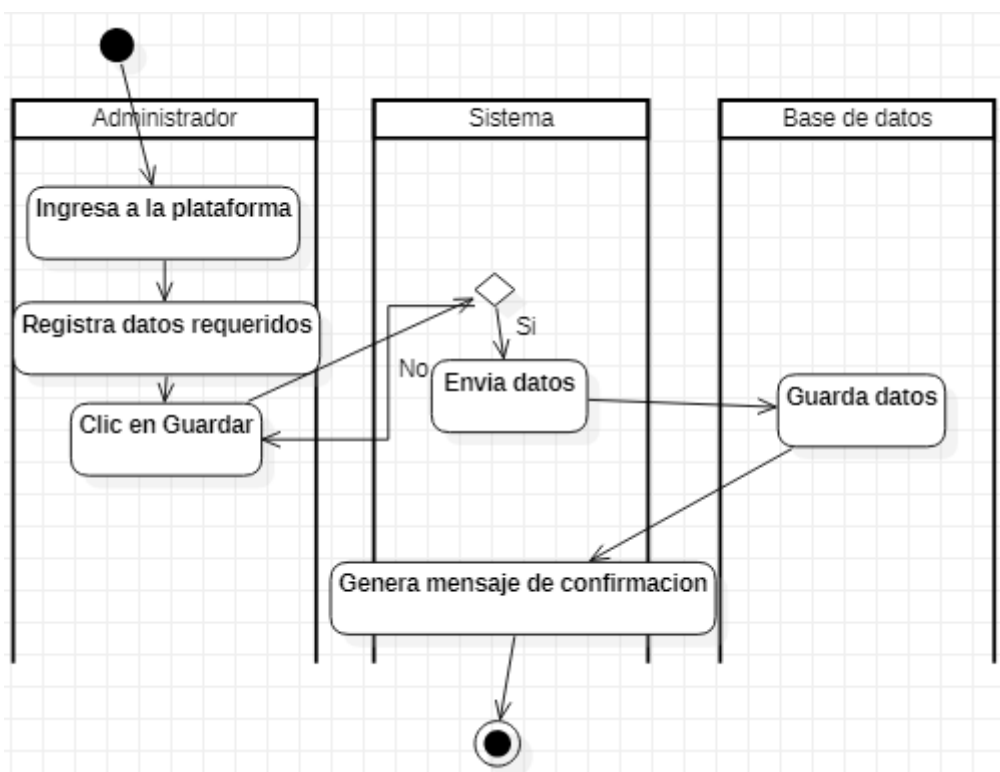 Administrador
Sistema
Base de datos
Ingresa a la plataforma
Registra datos requeridos
Si
No
Envia datos
Guarda datos
Clic en Guardar
Genera mensaje de confirmacion